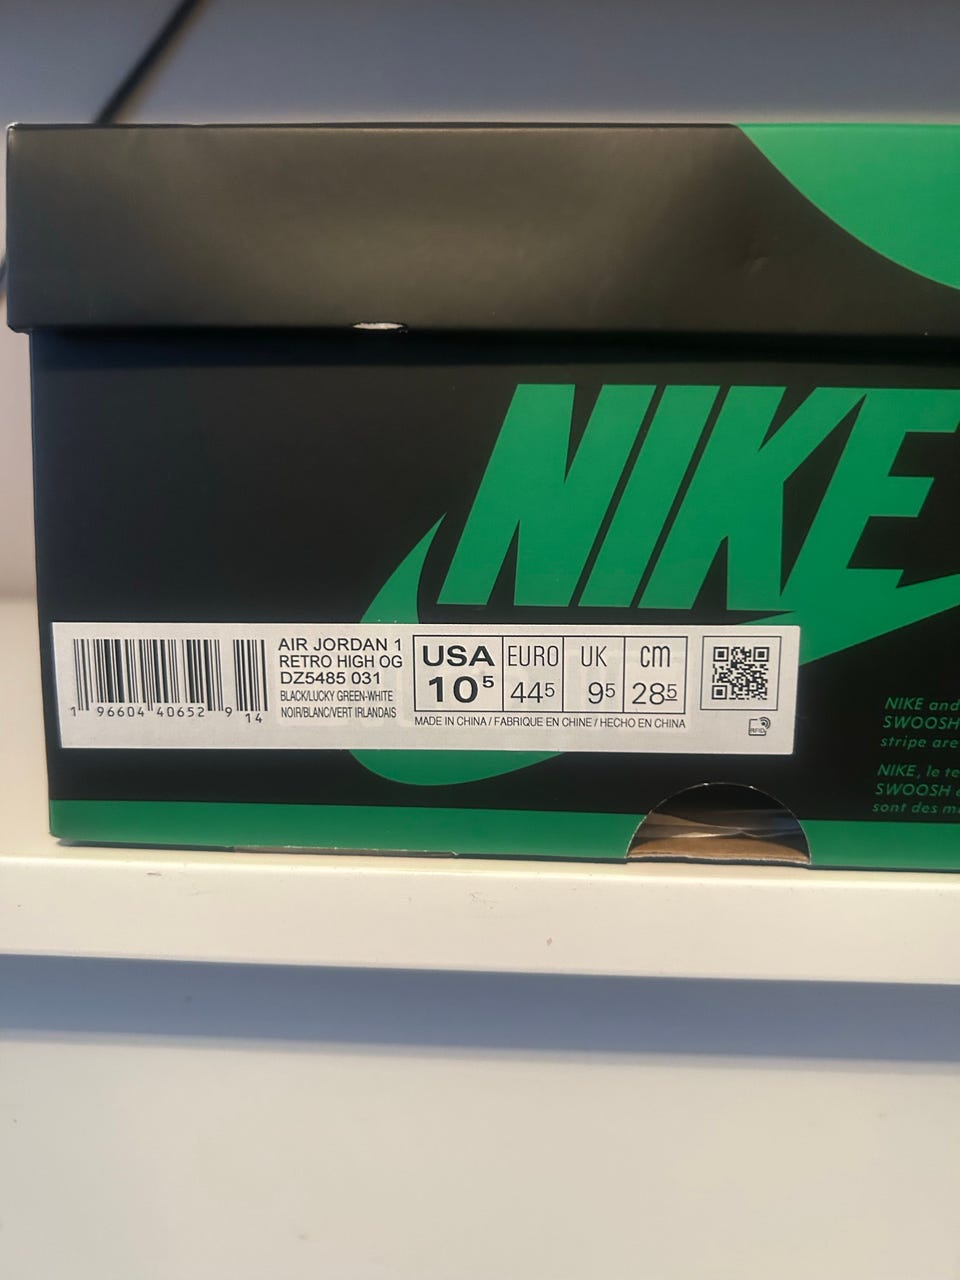 NIKE
AIR JORDAN 1
RETRO HIGH OG
DZ5485 031
BLACK/LUCKY GREEN-WHITE
NOIR/BLANC/VERT IRLANDAIS
1 96604 40652 9 14
USA EURO UK cm
10⁵ 44⁵ 9⁵ 28⁵
MADE IN CHINA / FABRIQUE EN CHINE / HECHO EN CHINA
RFID
NIKE and
SWOOSH
stripe are
NIKE, le te
SWOOSH
sont des m